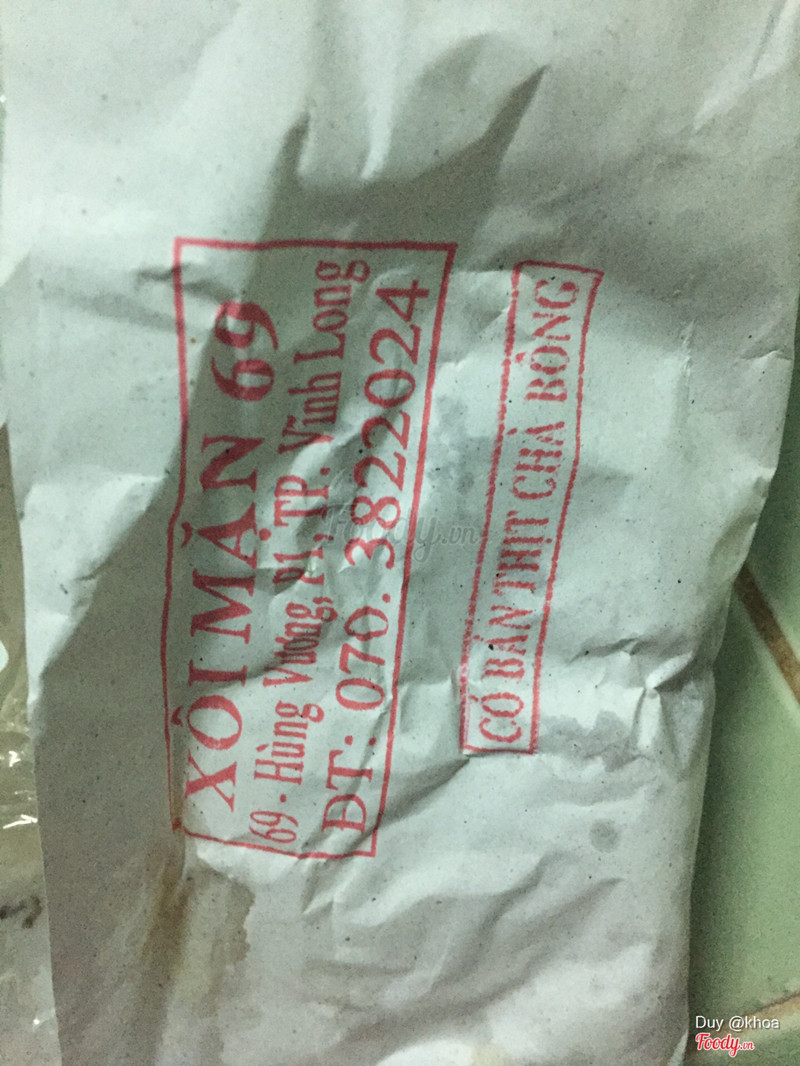 XÔI MẶN 69
69 - Hùng Vương, P1, TP. Vĩnh Long
ĐT: 070. 3822024
CÓ BÁN THỊT CHÀ BÔNG
Foody.vn
Duy @khoa
Foody.vn